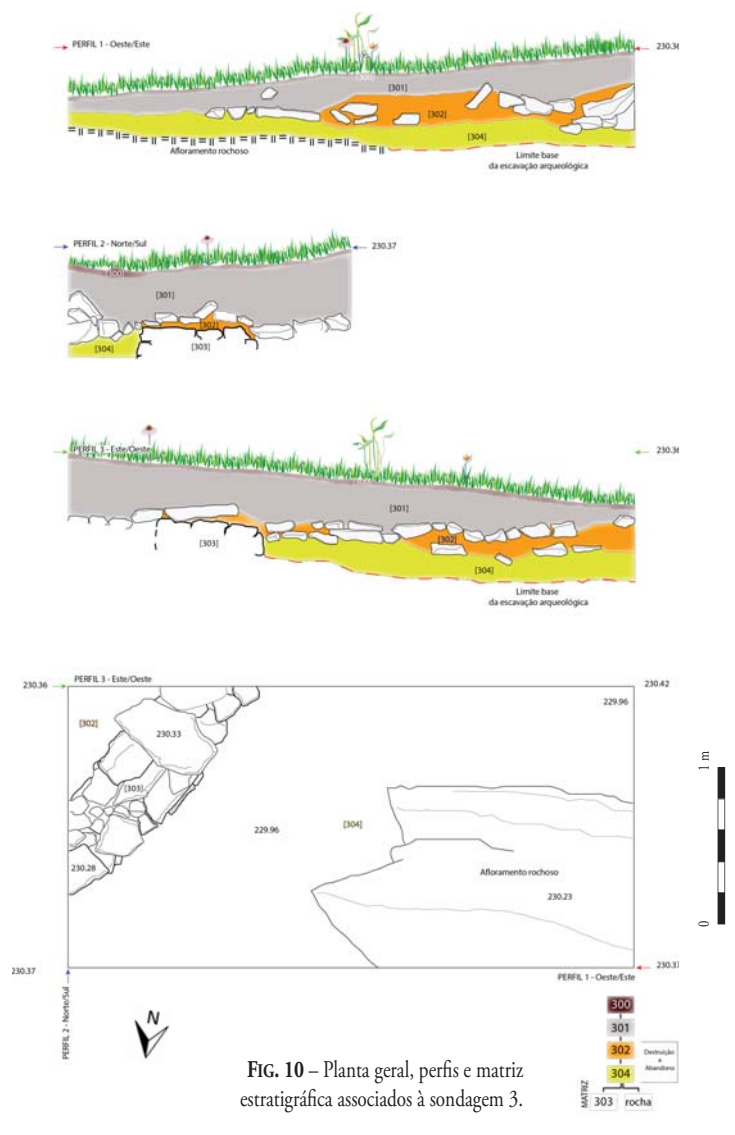 PERFIL 1 - Oeste/Este
230.36
[300]
[301]
[302]
[304]
Afloramento rochoso
Limite base
da escavação arqueológica
PERFIL 2 - Norte/Sul
230.37
[300]
[301]
[302]
[303]
[304]
PERFIL 3 - Este/Oeste
230.36
[301]
[302]
[303]
[304]
Limite base
da escavação arqueológica
230.36
PERFIL 3 - Este/Oeste
230.42
229.96
[302]
230.33
[303]
229.96
[304]
230.28
Afloramento rochoso
230.23
230.37
230.37
PERFIL 1 - Oeste/Este
PERFIL 2 - Norte/Sul
1 m
0
N
300
301
302
304
Destruição
e
Abandono
MATRIZ
303 rocha
FIG. 10 – Planta geral, perfis e matriz
estratigráfica associados à sondagem 3.